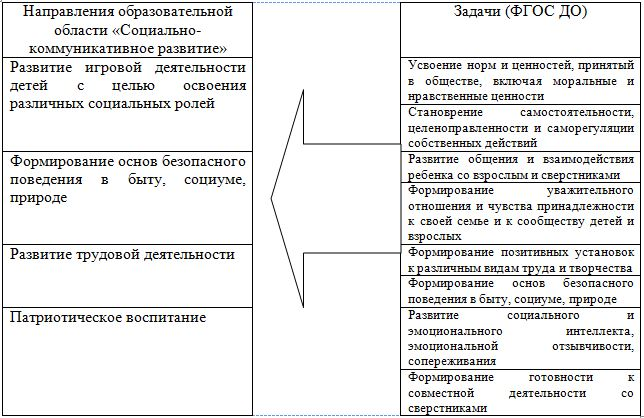 Направления образовательной
области «Социально-
коммуникативное развитие»
Развитие игровой деятельности
детей с целью освоения
различных социальных ролей
Формирование основ безопасного
поведения в быту, социуме,
природе
Развитие трудовой деятельности
Патриотическое воспитание
Задачи (ФГОС ДО)
Усвоение норм и ценностей, принятый
в обществе, включая моральные и
нравственные ценности
Становрение самостоятельности,
целеноправленности и саморегуляции
собственных действий
Развитие общения и взаимодействия
ребенка со взрослым и сверстниками
Формирование уважительного
отношения и чувства принадлежности
к своей семье и к сообществу детей и
взрослых
Формирование позитивных установок
к различным видам труда и творчества
Формирование основ безопасного
поведения в быту, социуме, природе
Развитие социального и
эмоционального интеллекта,
эмоциональной отзывчивости,
сопереживания
Формирование готовности к
совместной деятельности со
сверстниками